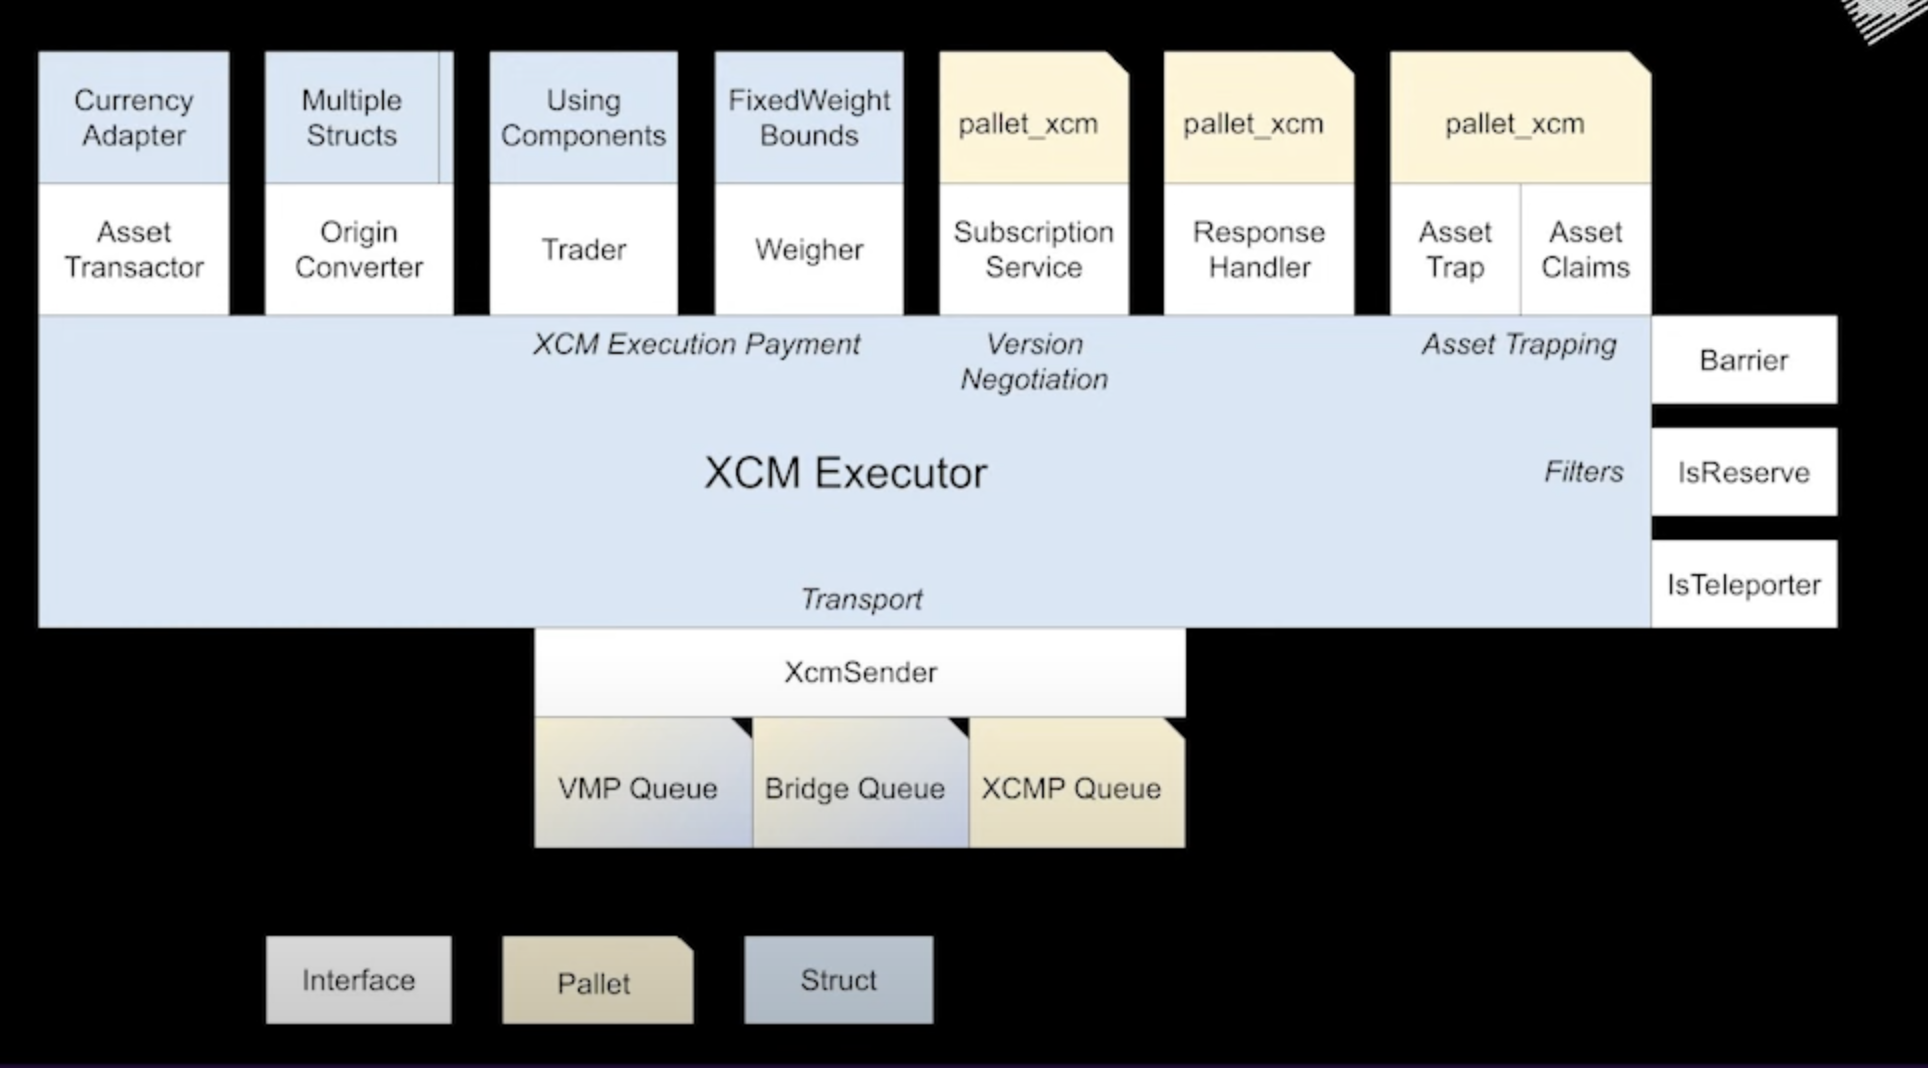 Currency
Adapter
Multiple
Structs
Using
Components
FixedWeight
Bounds
pallet_xcm
pallet_xcm
pallet_xcm
Asset
Transactor
Origin
Converter
Trader
Weigher
Subscription
Service
Response
Handler
Asset
Trap
Asset
Claims
XCM Execution Payment
Version
Negotiation
Asset Trapping
Barrier
XCM Executor
Filters
IsReserve
Transport
IsTeleporter
XcmSender
VMP Queue
Bridge Queue
XCMP Queue
Interface
Pallet
Struct